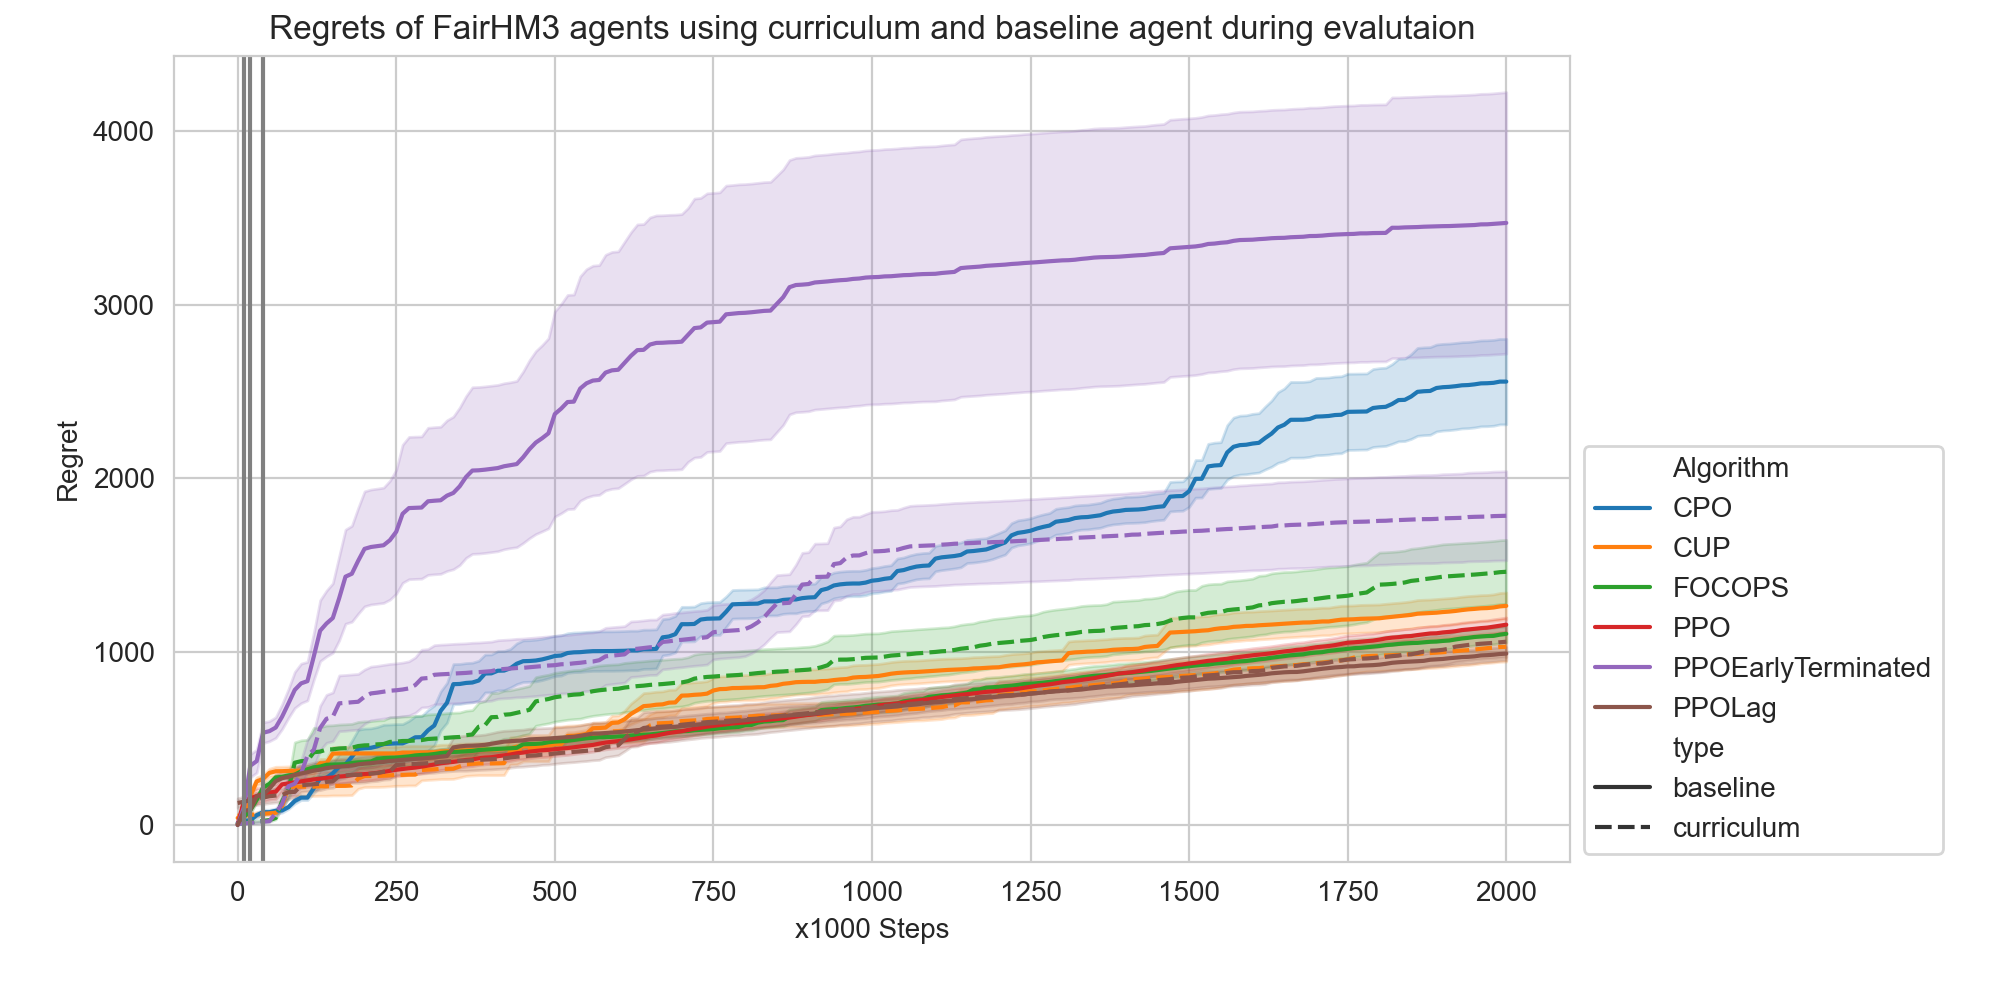 Regrets of FairHM3 agents using curriculum and baseline agent during evalutaion
4000
3000
2000
1000
0
Regret
0 250 500 750 1000 1250 1500 1750 2000
x1000 Steps
Algorithm
CPO
CUP
FOCOPS
PPO
PPOEarlyTerminated
PPOLag
type
baseline
curriculum